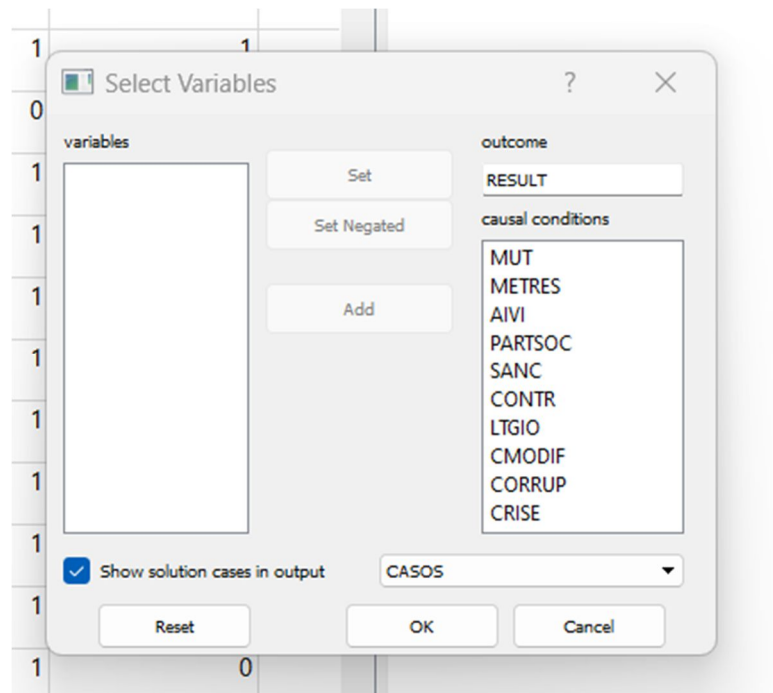 1 1
Select Variables ?
0
variables
outcome
1
Set
RESULT
Set Negated
causal conditions
1
MUT
METRES
1
Add
AIVI
PARTSOC
1
SANC
CONTR
1
LTGIO
CMODIF
1
CORRUP
CRISE
1
Show solution cases in output
CASOS
1
Reset
OK
Cancel
1 0